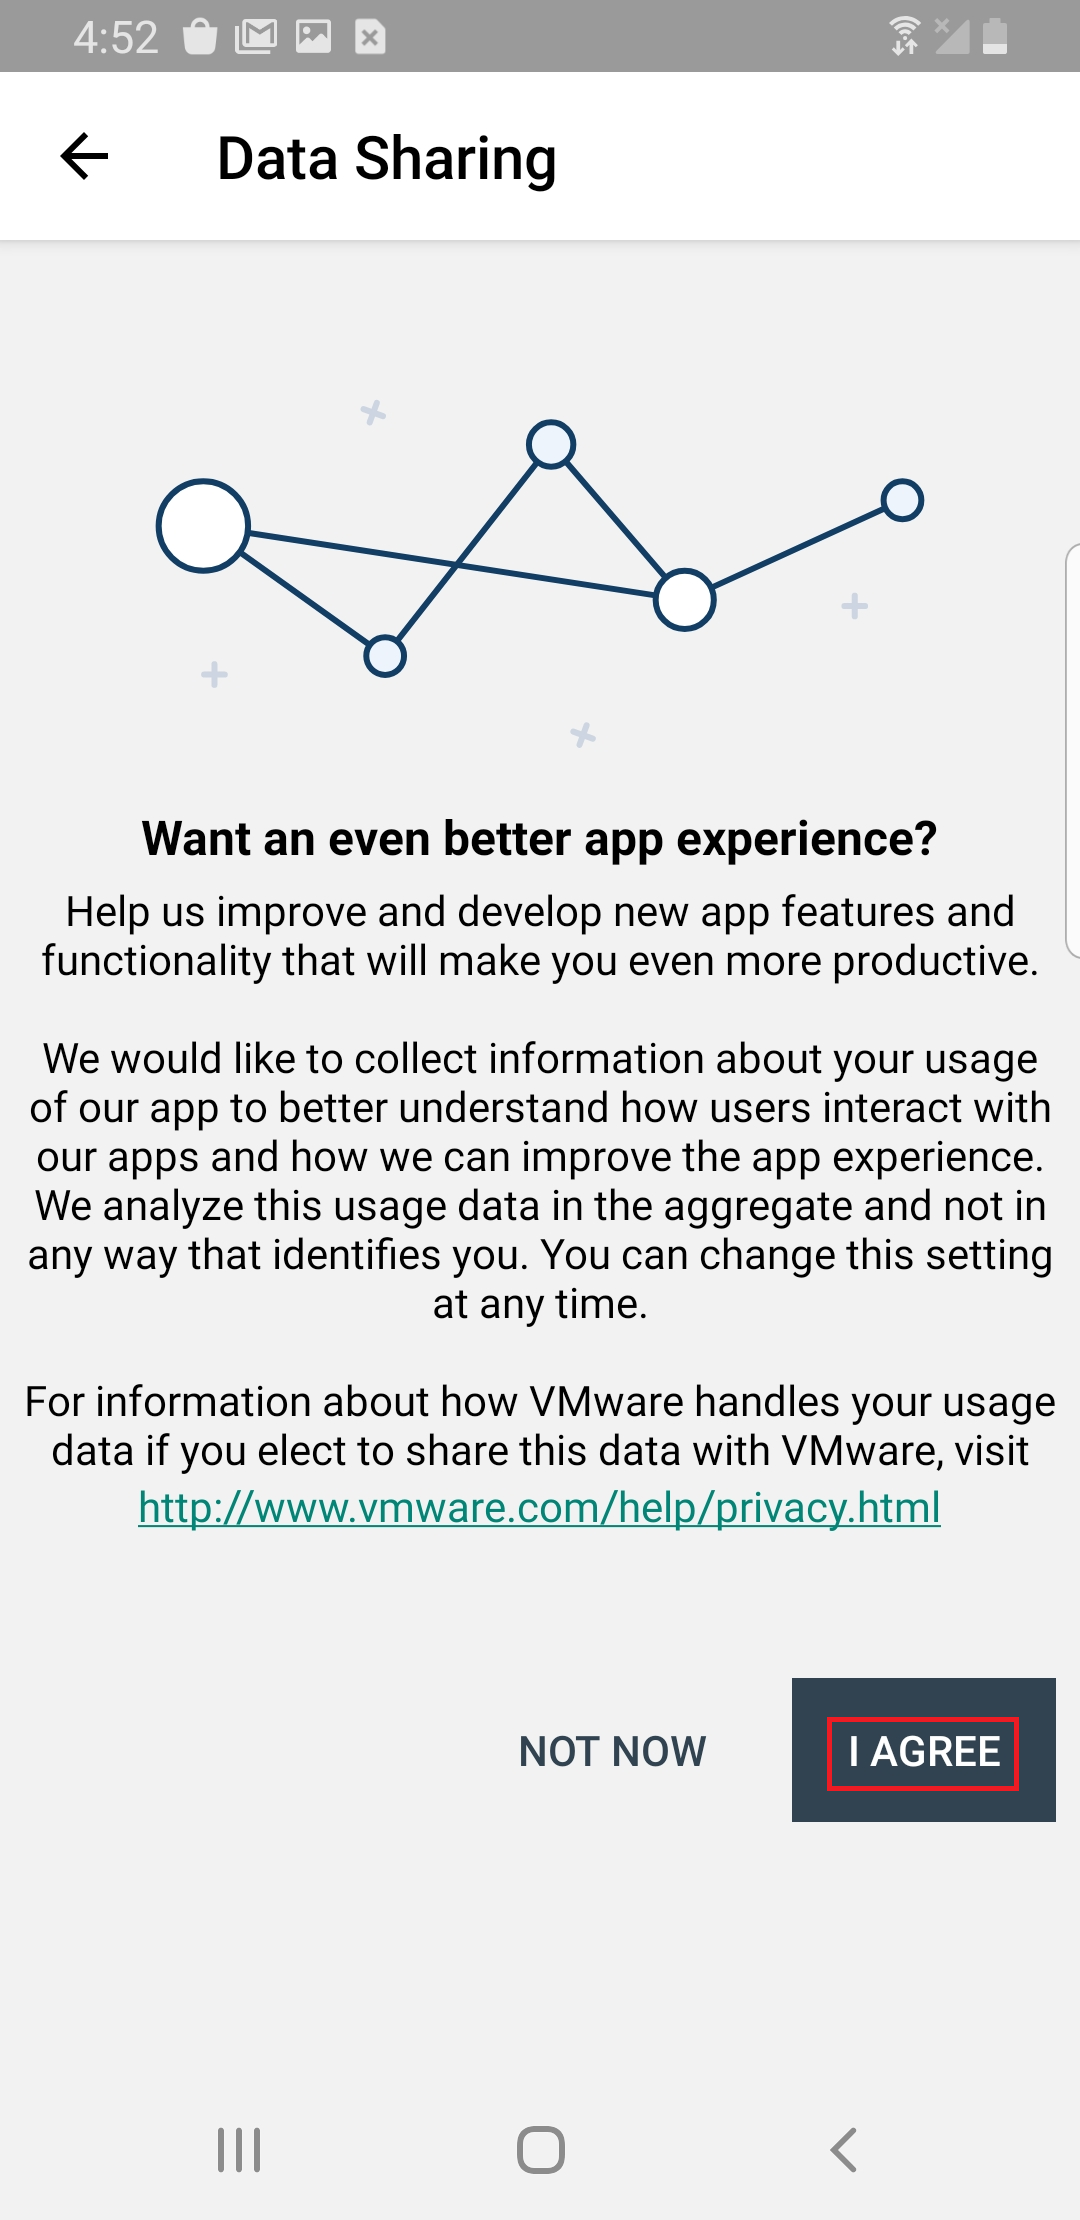 4:52
Data Sharing
Want an even better app experience?
Help us improve and develop new app features and
functionality that will make you even more productive.
We would like to collect information about your usage
of our app to better understand how users interact with
our apps and how we can improve the app experience.
We analyze this usage data in the aggregate and not in
any way that identifies you. You can change this setting
at any time.
For information about how VMware handles your usage
data if you elect to share this data with VMware, visit
http://www.vmware.com/help/privacy.html
NOT NOW
I AGREE